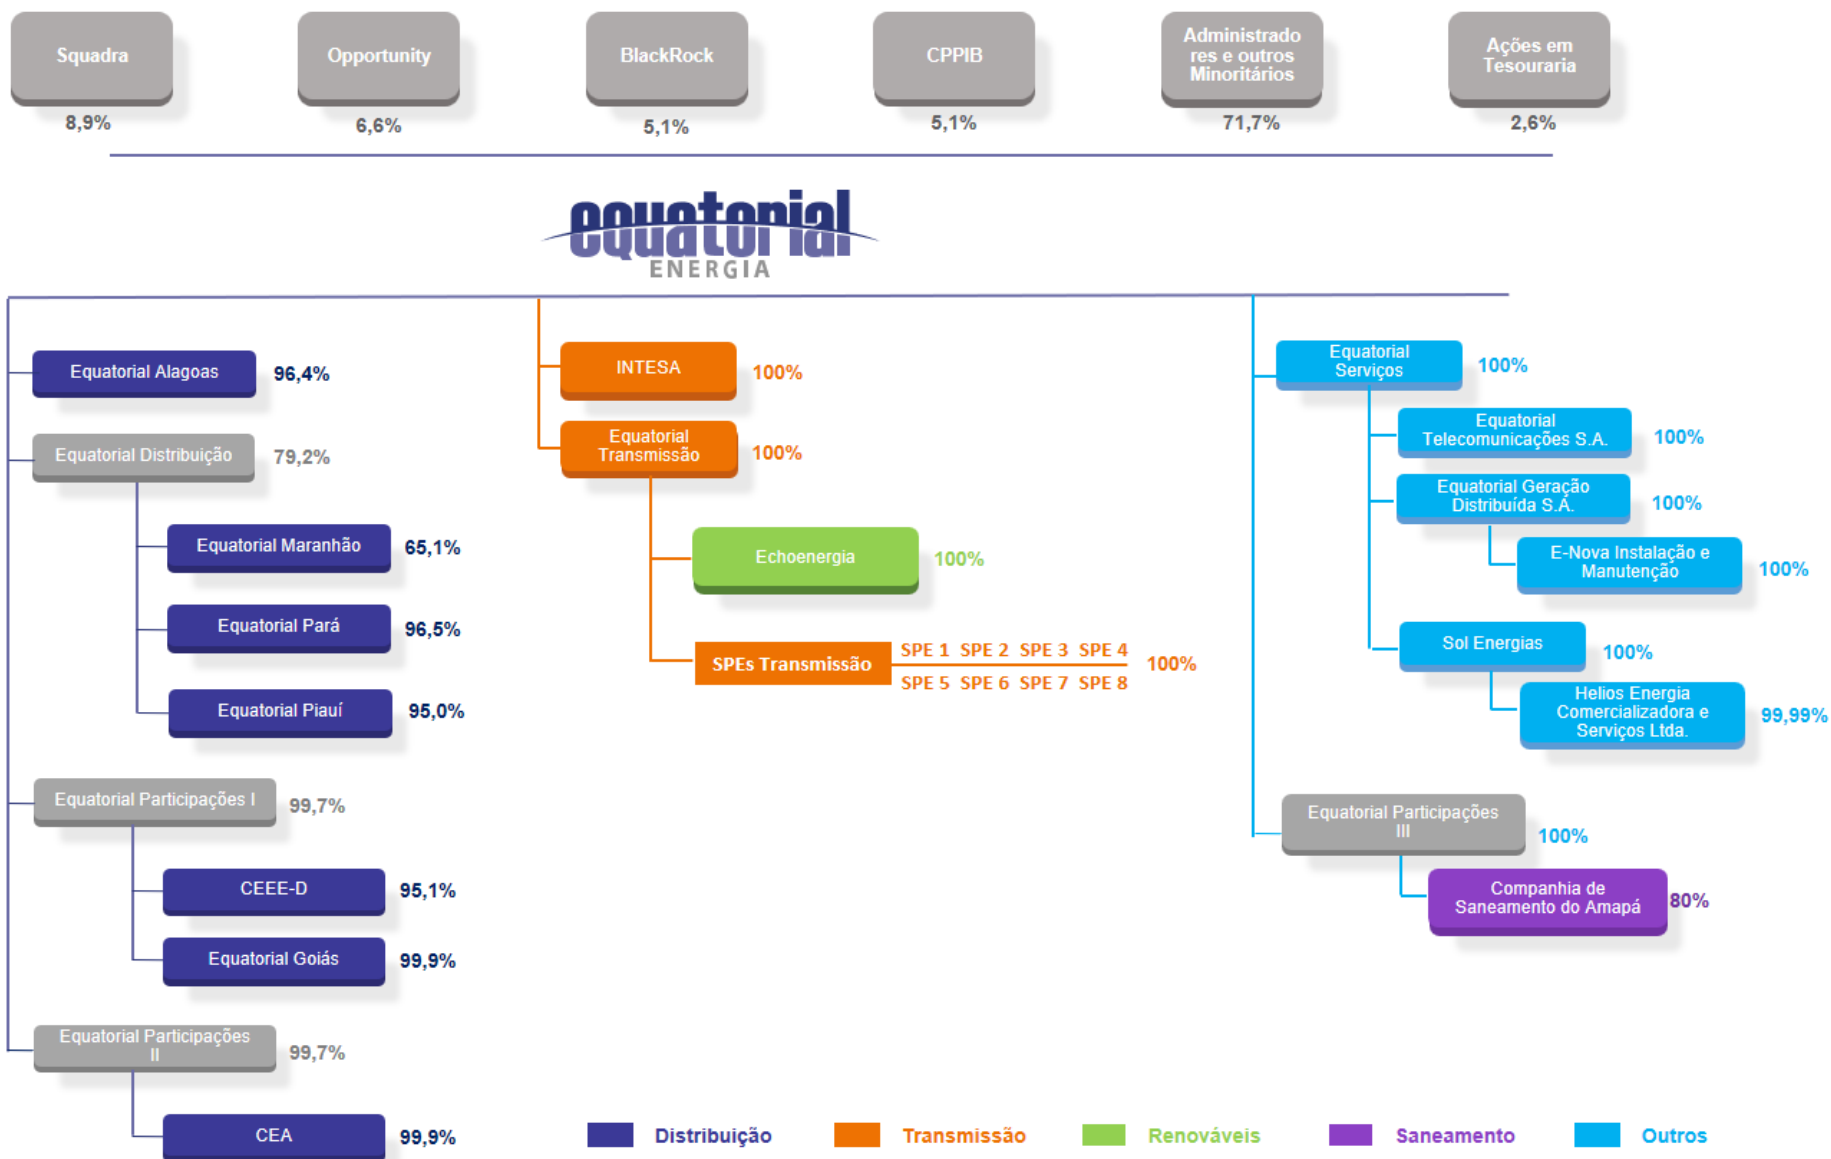 Squadra
8,9%
Opportunity
6,6%
BlackRock
5,1%
CPPIB
5,1%
Administrado
res e outros
Minoritários
71,7%
Ações em
Tesouraria
2,6%
equatorial
ENERGIA
Equatorial Alagoas
96,4%
Equatorial Distribuição
79,2%
Equatorial Maranhão
65,1%
Equatorial Pará
96,5%
Equatorial Piauí
95,0%
Equatorial Participações I
99,7%
CEEE-D
95,1%
Equatorial Goiás
99,9%
Equatorial Participações
II
99,7%
CEA
99,9%
INTESA
100%
Equatorial
Transmissão
100%
Echoenergia
100%
SPEs Transmissão
SPE 1 SPE 2 SPE 3 SPE 4
SPE 5 SPE 6 SPE 7 SPE 8
100%
Equatorial
Serviços
100%
Equatorial
Telecomunicações S.A.
100%
Equatorial Geração
Distribuída S.A.
100%
E-Nova Instalação e
Manutenção
100%
Sol Energias
100%
Helios Energia
Comercializadora e
Serviços Ltda.
99,99%
Equatorial Participações
III
100%
Companhia de
Saneamento do Amapá
80%
Distribuição
Transmissão
Renováveis
Saneamento
Outros